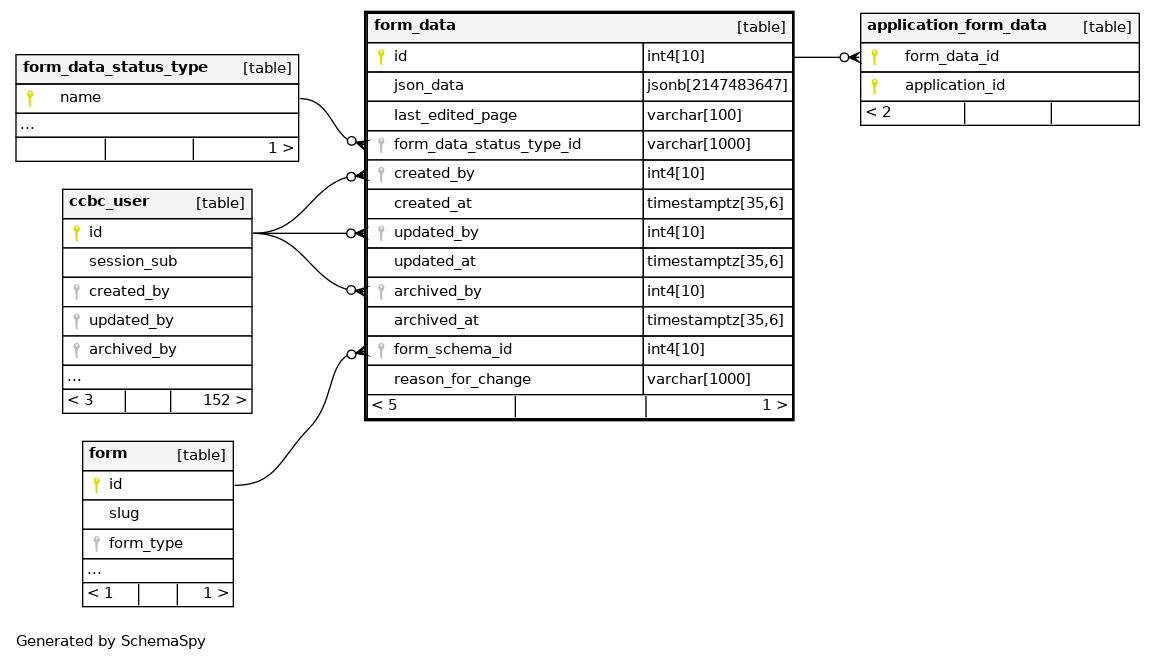 form_data_status_type [table]
name
...
1 >
ccbc_user [table]
id
session_sub
created_by
updated_by
archived_by
...
< 3 152 >
form [table]
id
slug
form_type
...
< 1 1 >
form_data [table]
id int4[10]
json_data jsonb[2147483647]
last_edited_page varchar[100]
form_data_status_type_id varchar[1000]
created_by int4[10]
created_at timestamptz[35,6]
updated_by int4[10]
updated_at timestamptz[35,6]
archived_by int4[10]
archived_at timestamptz[35,6]
form_schema_id int4[10]
reason_for_change varchar[1000]
< 5 1 >
application_form_data [table]
form_data_id
application_id
< 2
Generated by SchemaSpy